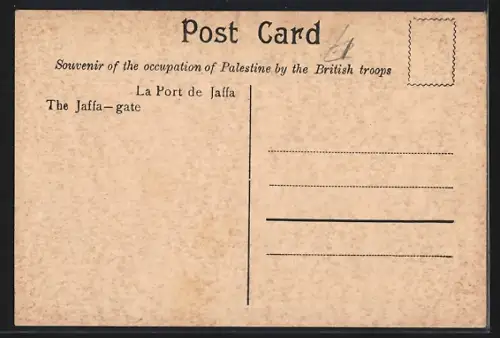 Post Card
Souvenir of the occupation of Palestine by the British troops
La Port de Jaffa
The Jaffa—gate